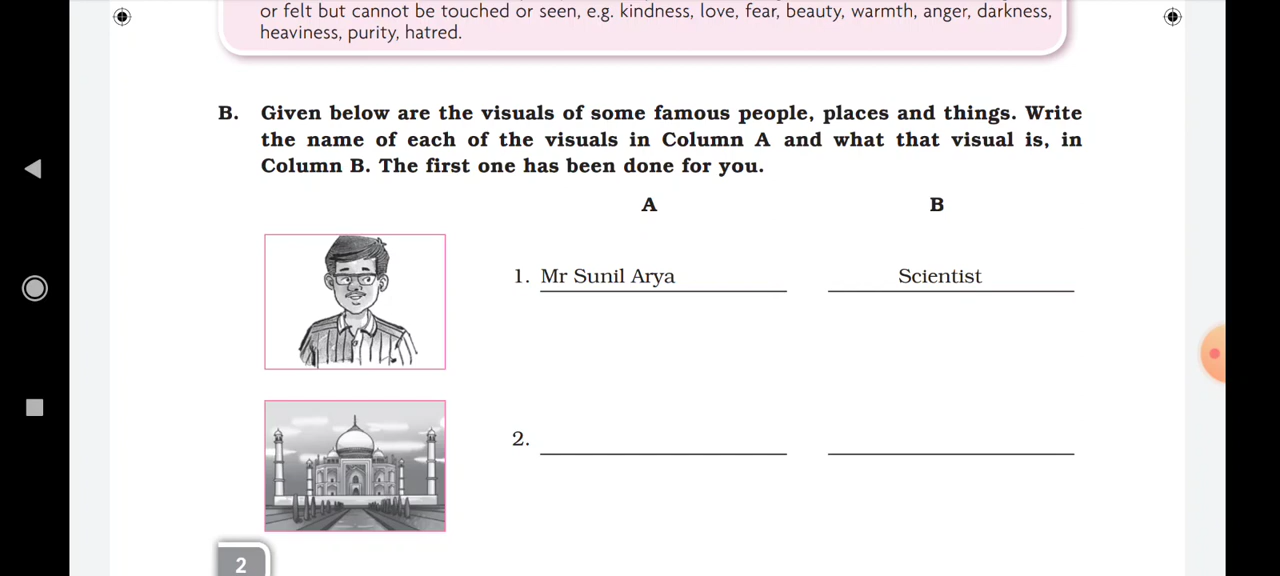 or felt but cannot be touched or seen, e.g. kindness, love, fear, beauty, warmth, anger, darkness,
heaviness, purity, hatred.
B. Given below are the visuals of some famous people, places and things. Write
the name of each of the visuals in Column A and what that visual is, in
Column B. The first one has been done for you.
A B
1. Mr Sunil Arya Scientist
2.
2